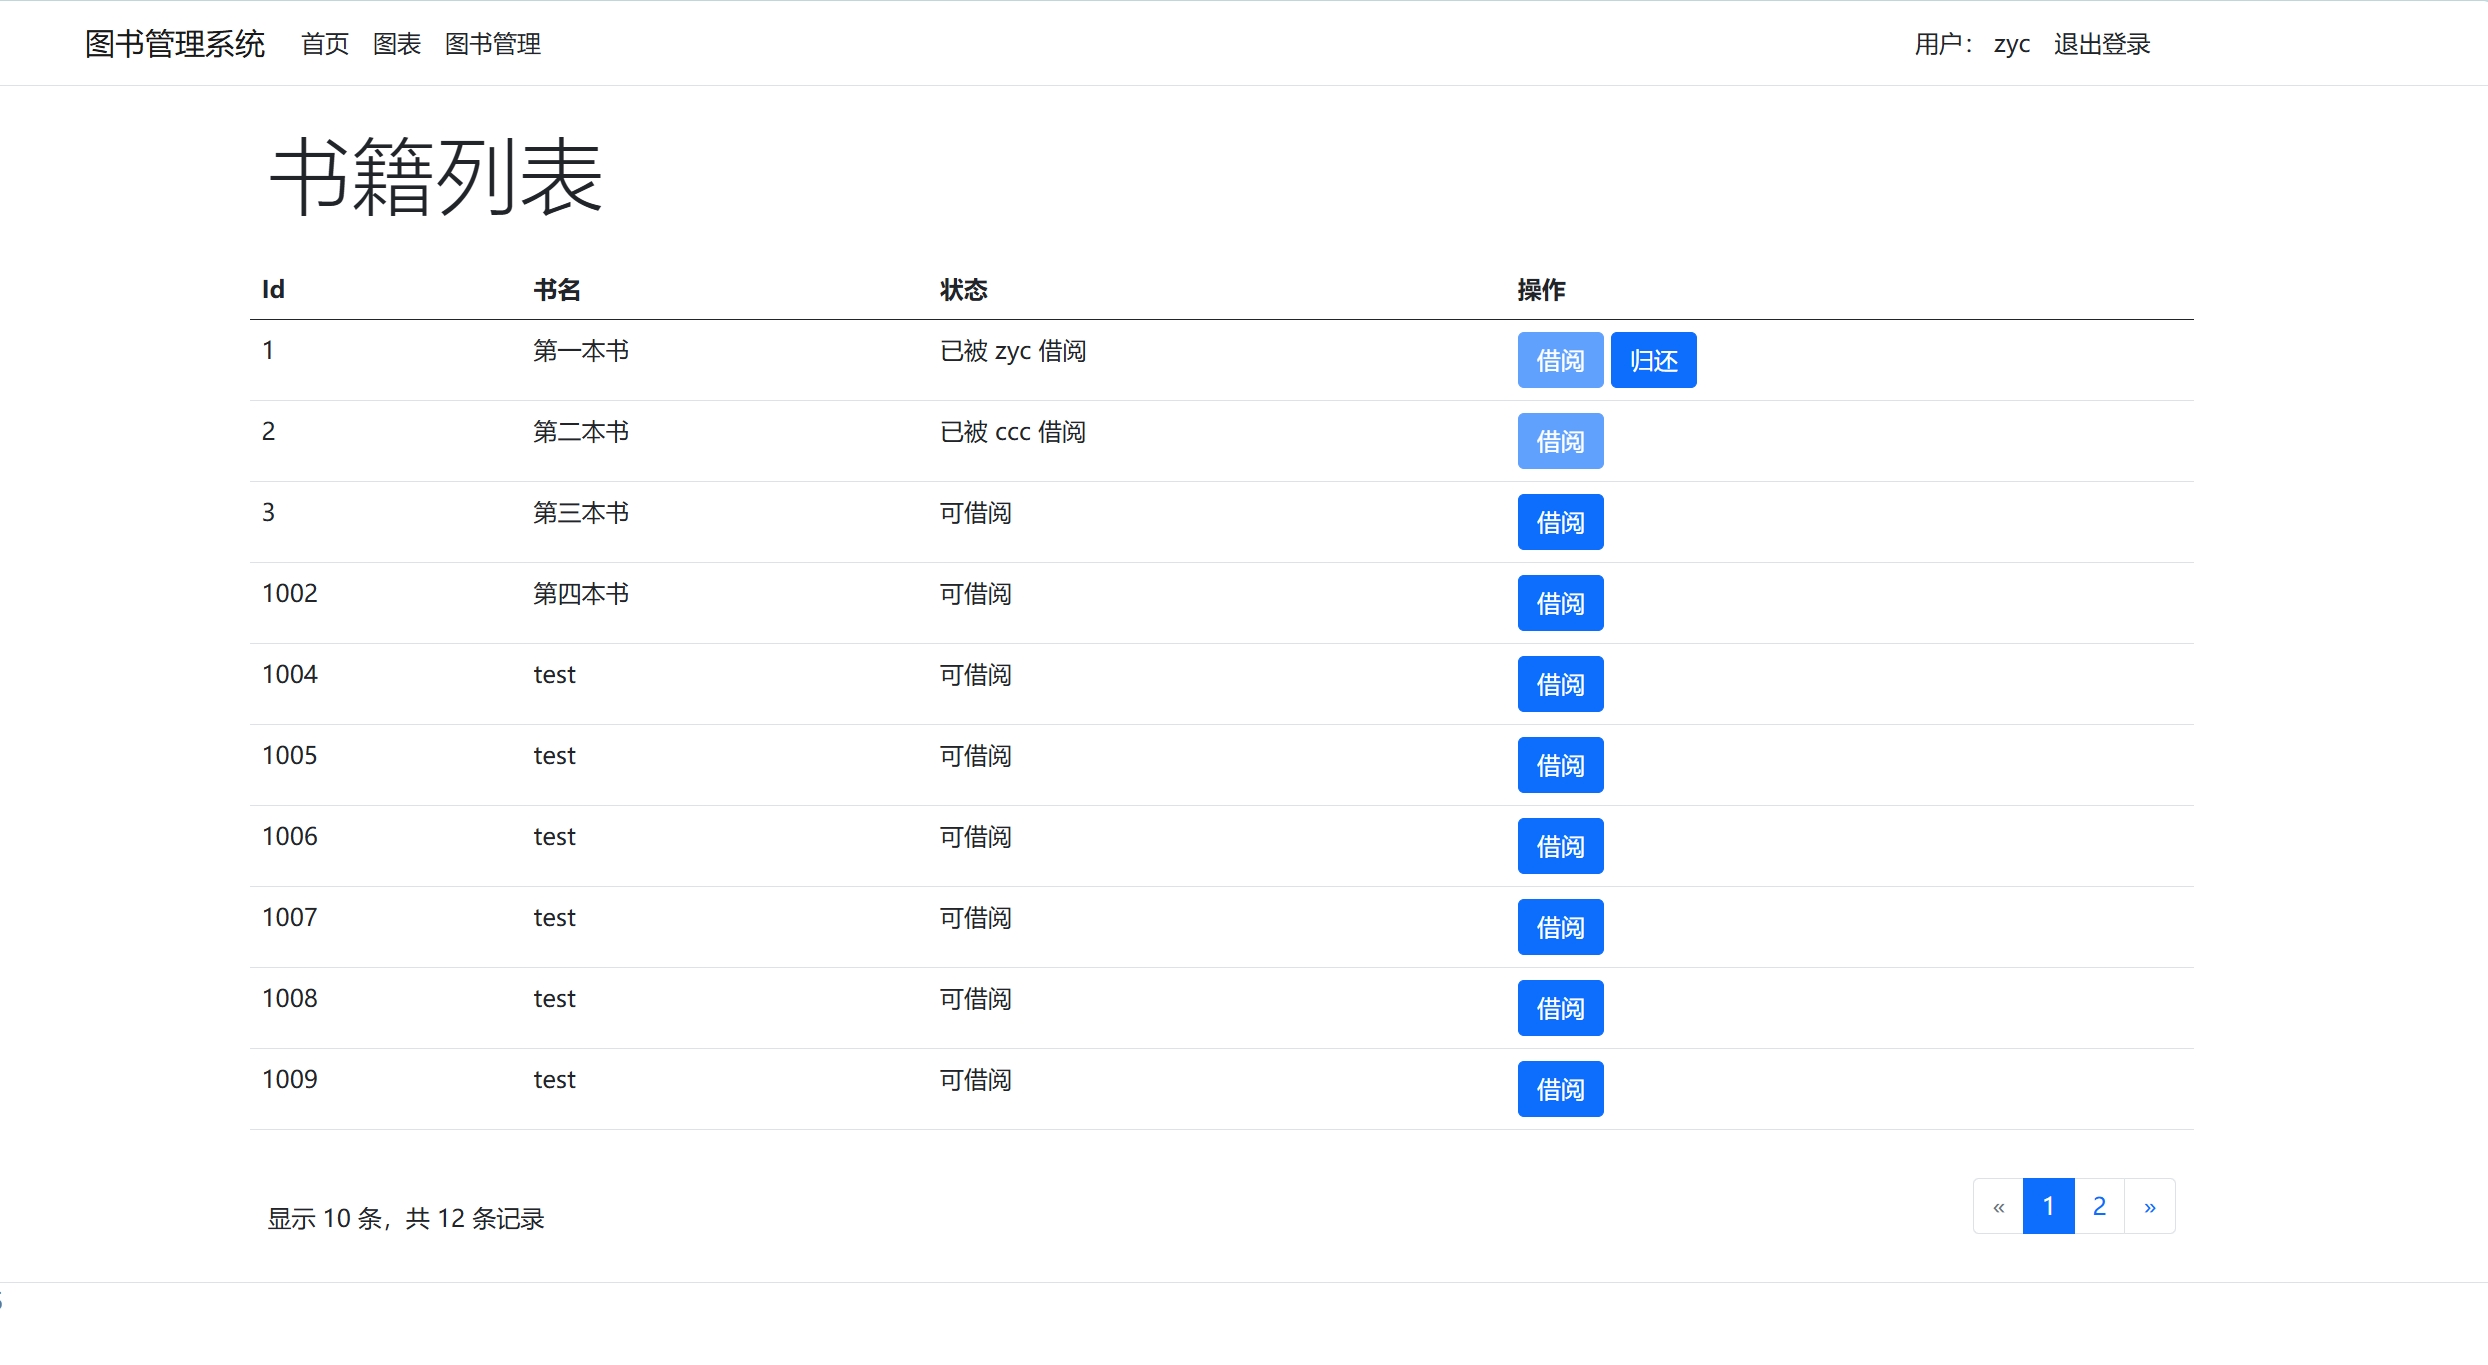 图书管理系统 首页 图表 图书管理 用户： zyc 退出登录
书籍列表
Id 书名 状态 操作
1 第一本书 已被 zyc 借阅 借阅 归还
2 第二本书 已被 ccc 借阅 借阅
3 第三本书 可借阅 借阅
1002 第四本书 可借阅 借阅
1004 test 可借阅 借阅
1005 test 可借阅 借阅
1006 test 可借阅 借阅
1007 test 可借阅 借阅
1008 test 可借阅 借阅
1009 test 可借阅 借阅
显示 10 条，共 12 条记录 « 1 2 »